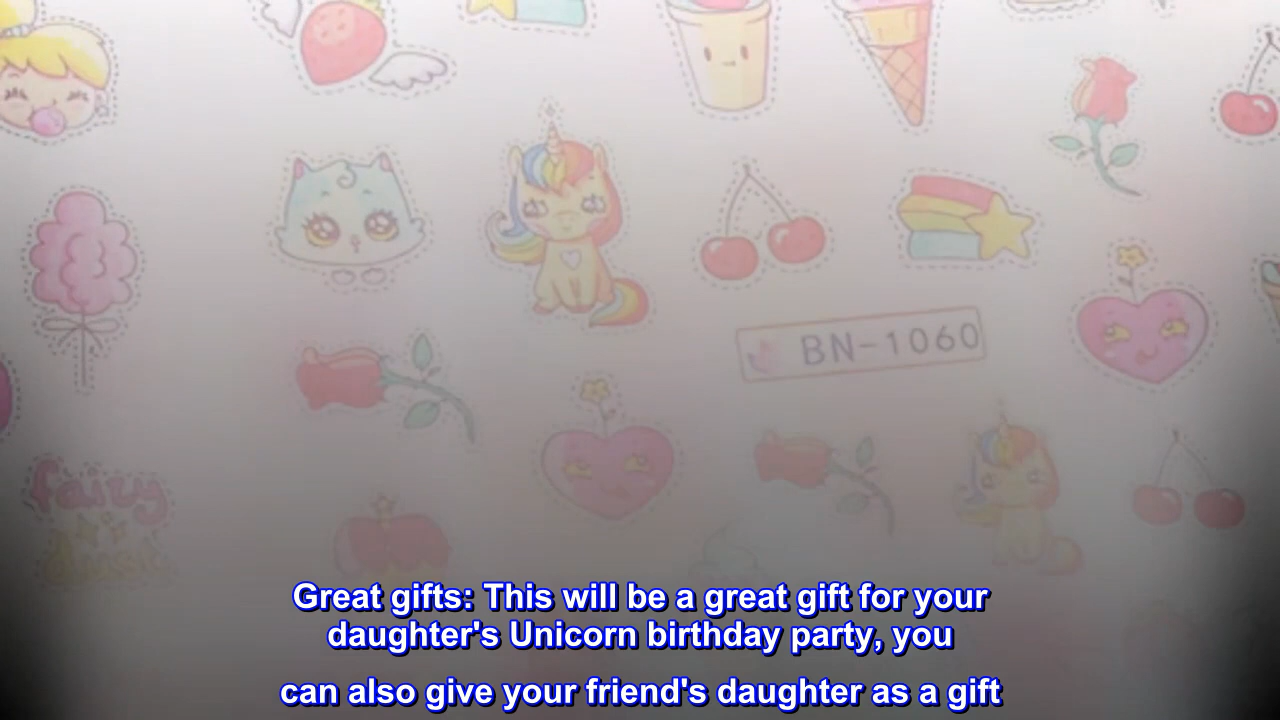 BN-1060
fairy
Great gifts: This will be a great gift for your
daughter's Unicorn birthday party, you
can also give your friend's daughter as a gift